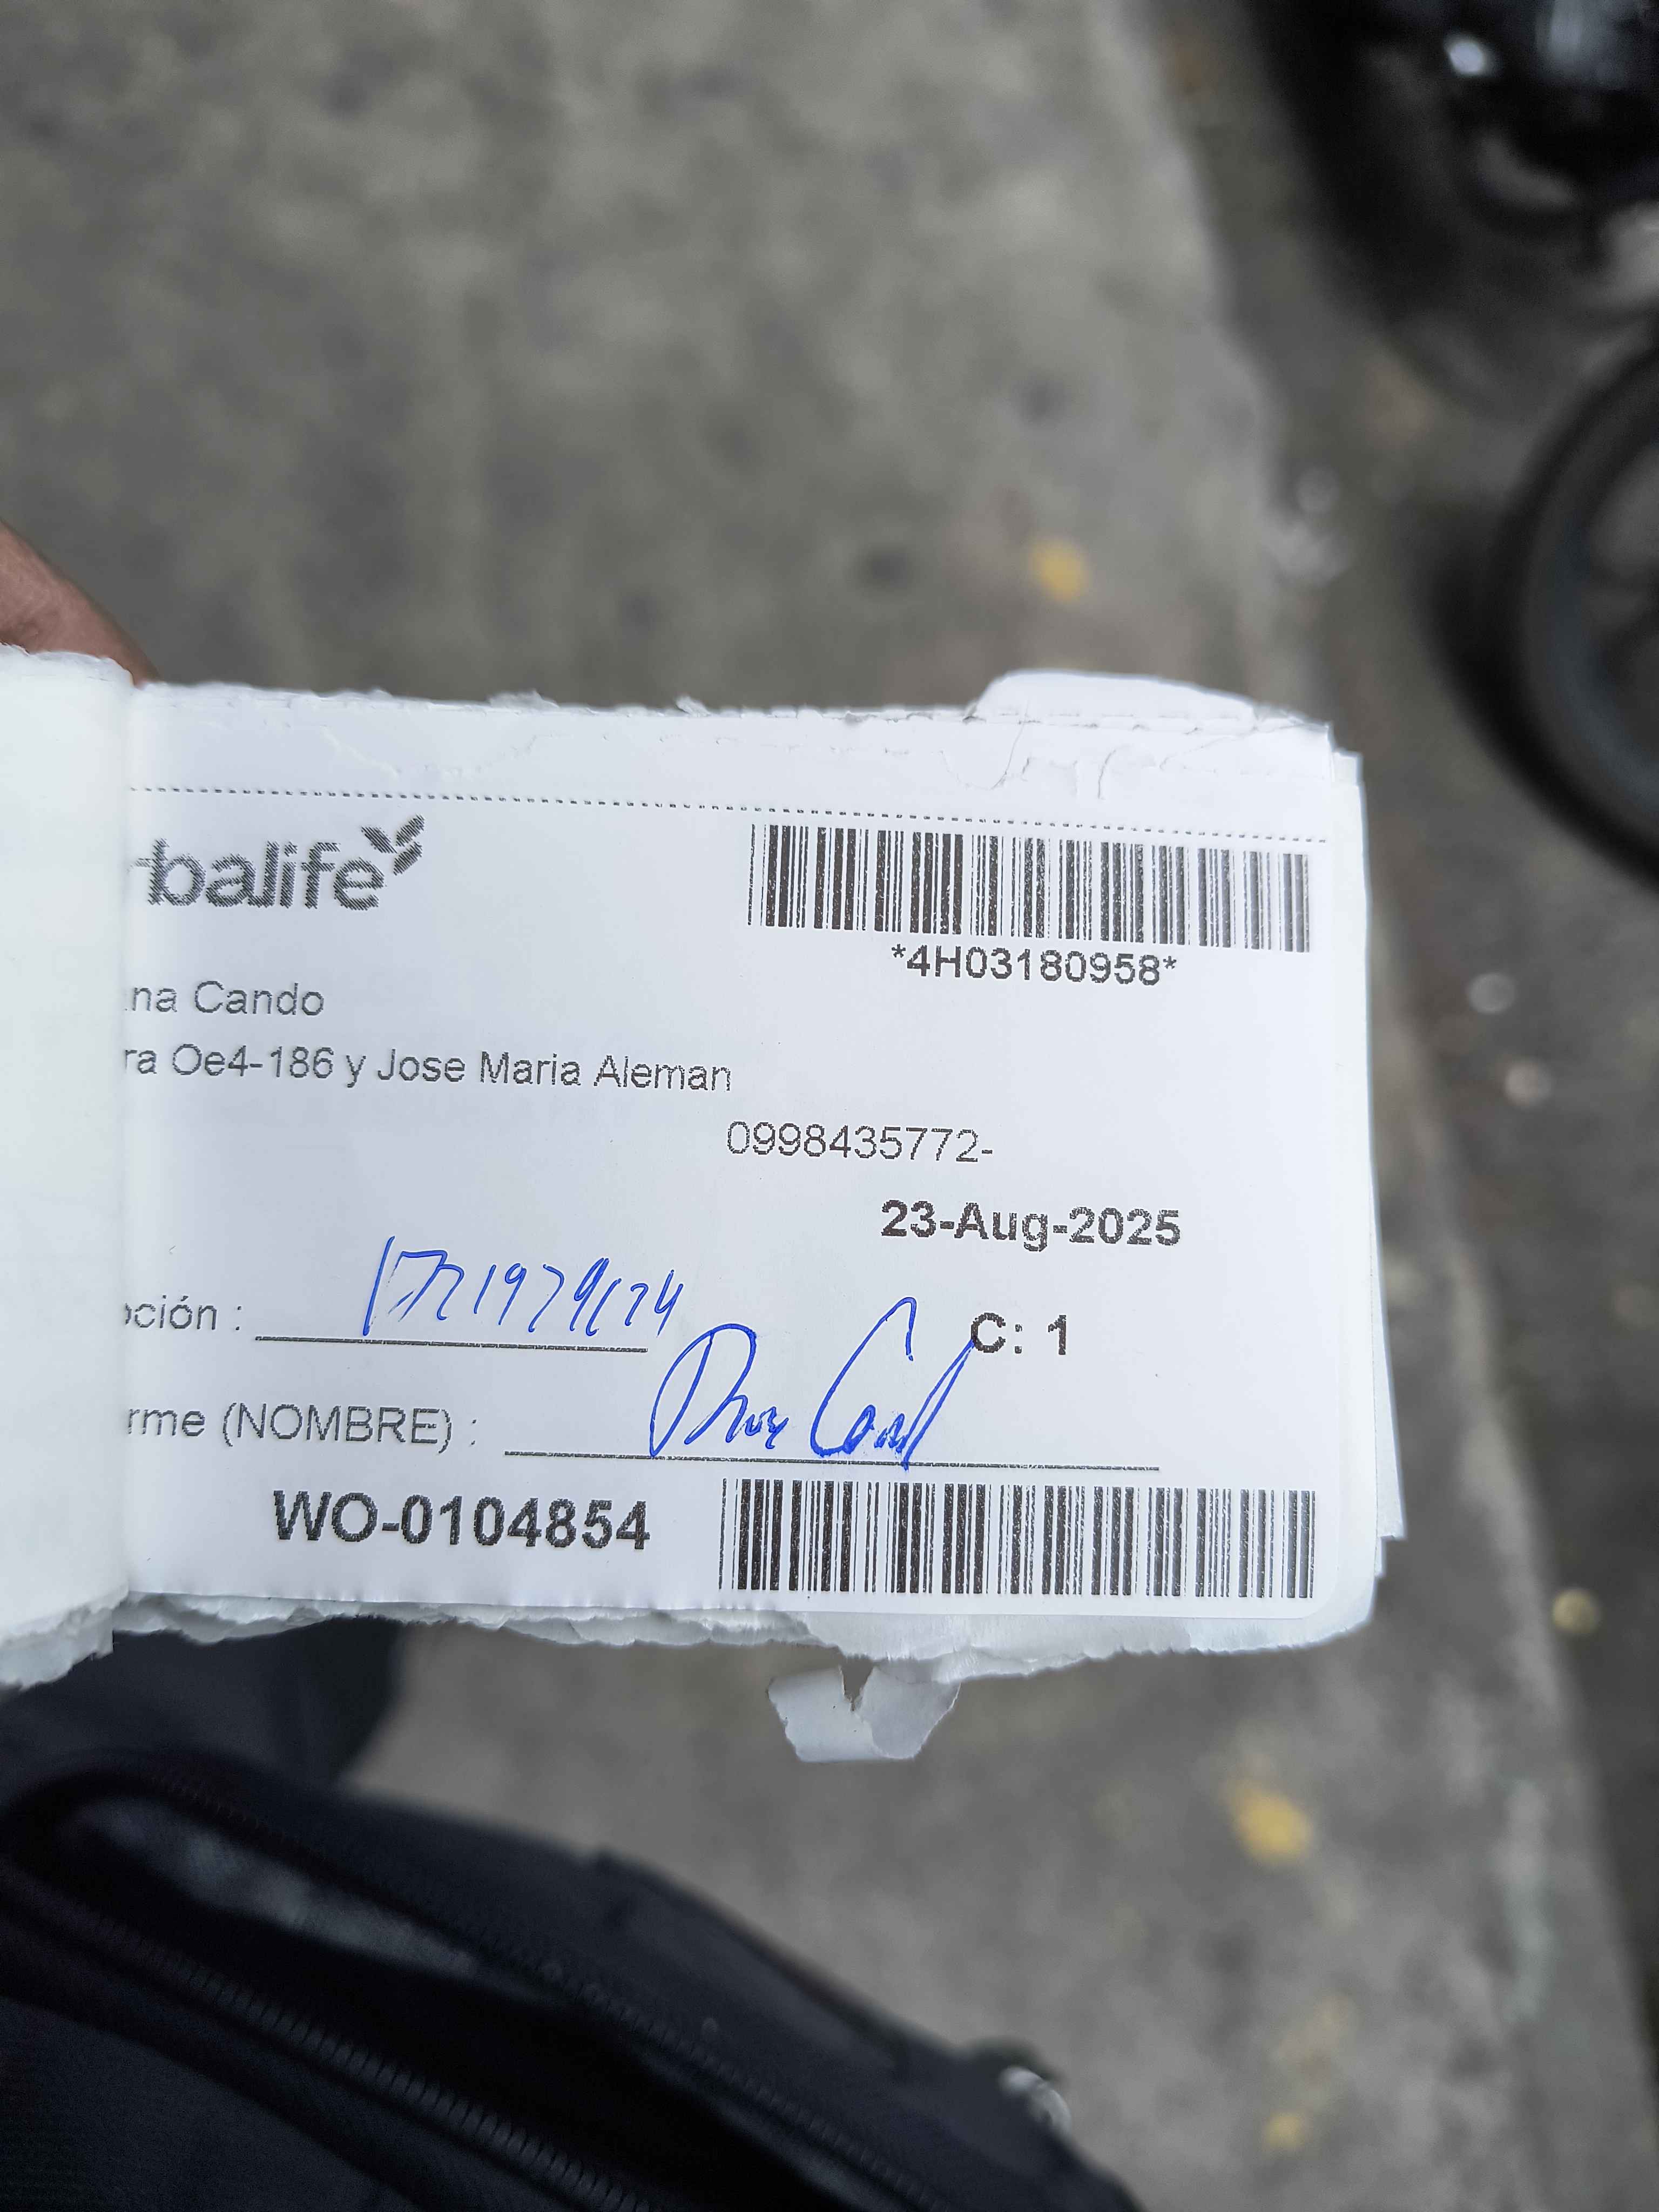 rbalife
*4H03180958*
na Cando
ra Oe4-186 y Jose Maria Aleman
0998435772-
23-Aug-2025
pción :
C: 1
rme (NOMBRE) :
WO-0104854